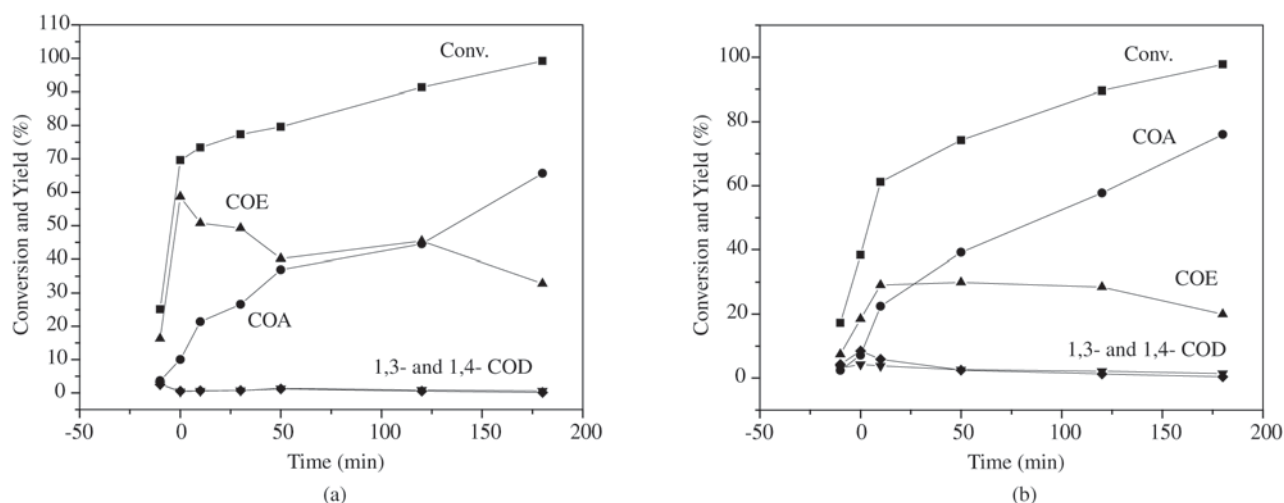 110
100
90
80
70
60
50
40
30
20
10
0
Conversion and Yield (%)
Conv.
COE
COA
1,3- and 1,4- COD
-50 0 50 100 150 200
Time (min)
(a)
100
80
60
40
20
0
Conversion and Yield (%)
Conv.
COA
COE
1,3- and 1,4- COD
-50 0 50 100 150 200
Time (min)
(b)